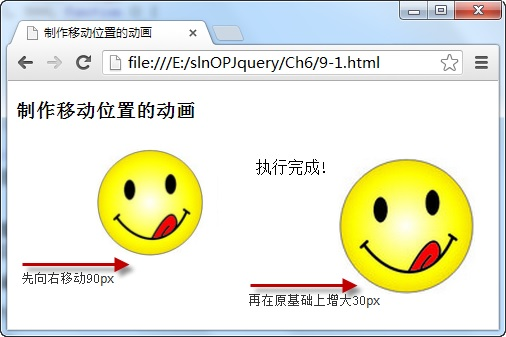 制作移动位置的动画
file:///E:/slnOPJquery/Ch6/9-1.html
制作移动位置的动画
执行完成!
先向右移动90px
再在原基础上增大30px